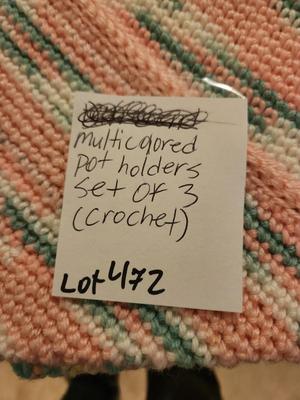 multicolored
pot holders
set of 3
(crochet)
Lot 472